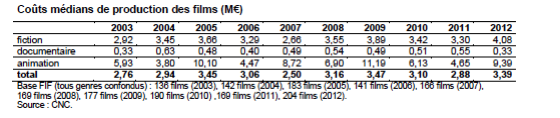 Coûts médians de production des films (M€)
2003 2004 2005 2006 2007 2008 2009 2010 2011 2012
fiction 2,92 3,45 3,66 3,29 2,66 3,55 3,89 3,42 3,30 4,08
documentaire 0,33 0,63 0,48 0,40 0,49 0,54 0,49 0,51 0,55 0,33
animation 5,93 3,80 10,10 4,47 8,72 6,90 11,19 6,13 4,65 9,39
total 2,76 2,94 3,45 3,06 2,50 3,16 3,47 3,10 2,88 3,39
Base FIF (tous genres confondus) : 136 films (2003), 142 films (2004), 183 films (2005), 141 films (2006), 166 films (2007),
169 films (2008), 177 films (2009), 190 films (2010) ,169 films (2011), 204 films (2012).
Source : CNC.